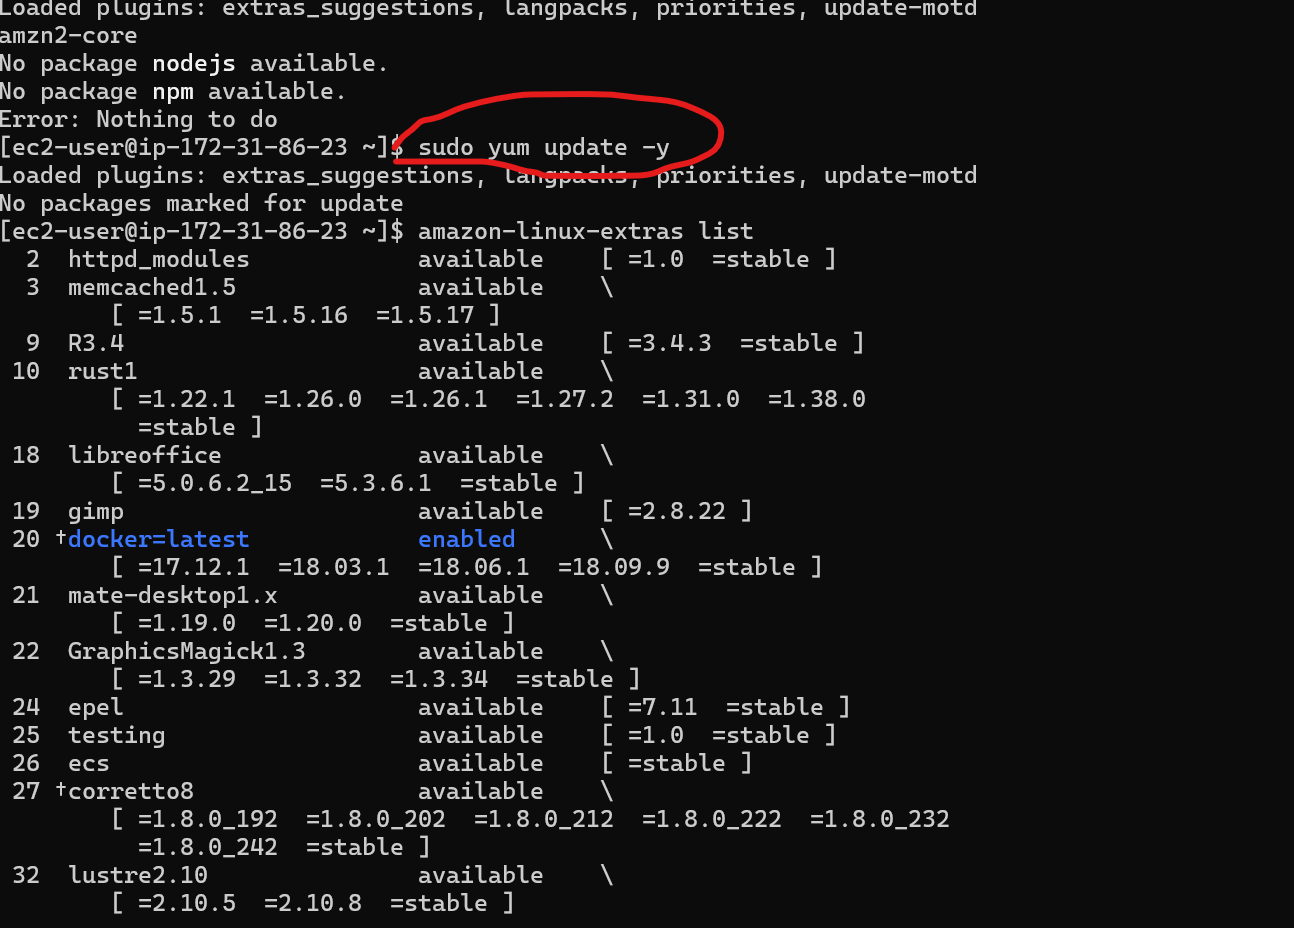 Loaded plugins: extras_suggestions, langpacks, priorities, update-motd
amzn2-core
No package nodejs available.
No package npm available.
Error: Nothing to do
[ec2-user@ip-172-31-86-23 ~]$ sudo yum update -y
Loaded plugins: extras_suggestions, langpacks, priorities, update-motd
No packages marked for update
[ec2-user@ip-172-31-86-23 ~]$ amazon-linux-extras list
  2  httpd_modules            available    [ =1.0  =stable ]
  3  memcached1.5             available    \
        [ =1.5.1  =1.5.16  =1.5.17 ]
  9  R3.4                     available    [ =3.4.3  =stable ]
 10  rust1                    available    \
        [ =1.22.1  =1.26.0  =1.26.1  =1.27.2  =1.31.0  =1.38.0
          =stable ]
 18  libreoffice              available    \
        [ =5.0.6.2_15  =5.3.6.1  =stable ]
 19  gimp                     available    [ =2.8.22 ]
 20 †docker=latest            enabled      \
        [ =17.12.1  =18.03.1  =18.06.1  =18.09.9  =stable ]
 21  mate-desktop1.x          available    \
        [ =1.19.0  =1.20.0  =stable ]
 22  GraphicsMagick1.3        available    \
        [ =1.3.29  =1.3.32  =1.3.34  =stable ]
 24  epel                     available    [ =7.11  =stable ]
 25  testing                  available    [ =1.0  =stable ]
 26  ecs                      available    [ =stable ]
 27 †corretto8                available    \
        [ =1.8.0_192  =1.8.0_202  =1.8.0_212  =1.8.0_222  =1.8.0_232
          =1.8.0_242  =stable ]
 32  lustre2.10               available    \
        [ =2.10.5  =2.10.8  =stable ]